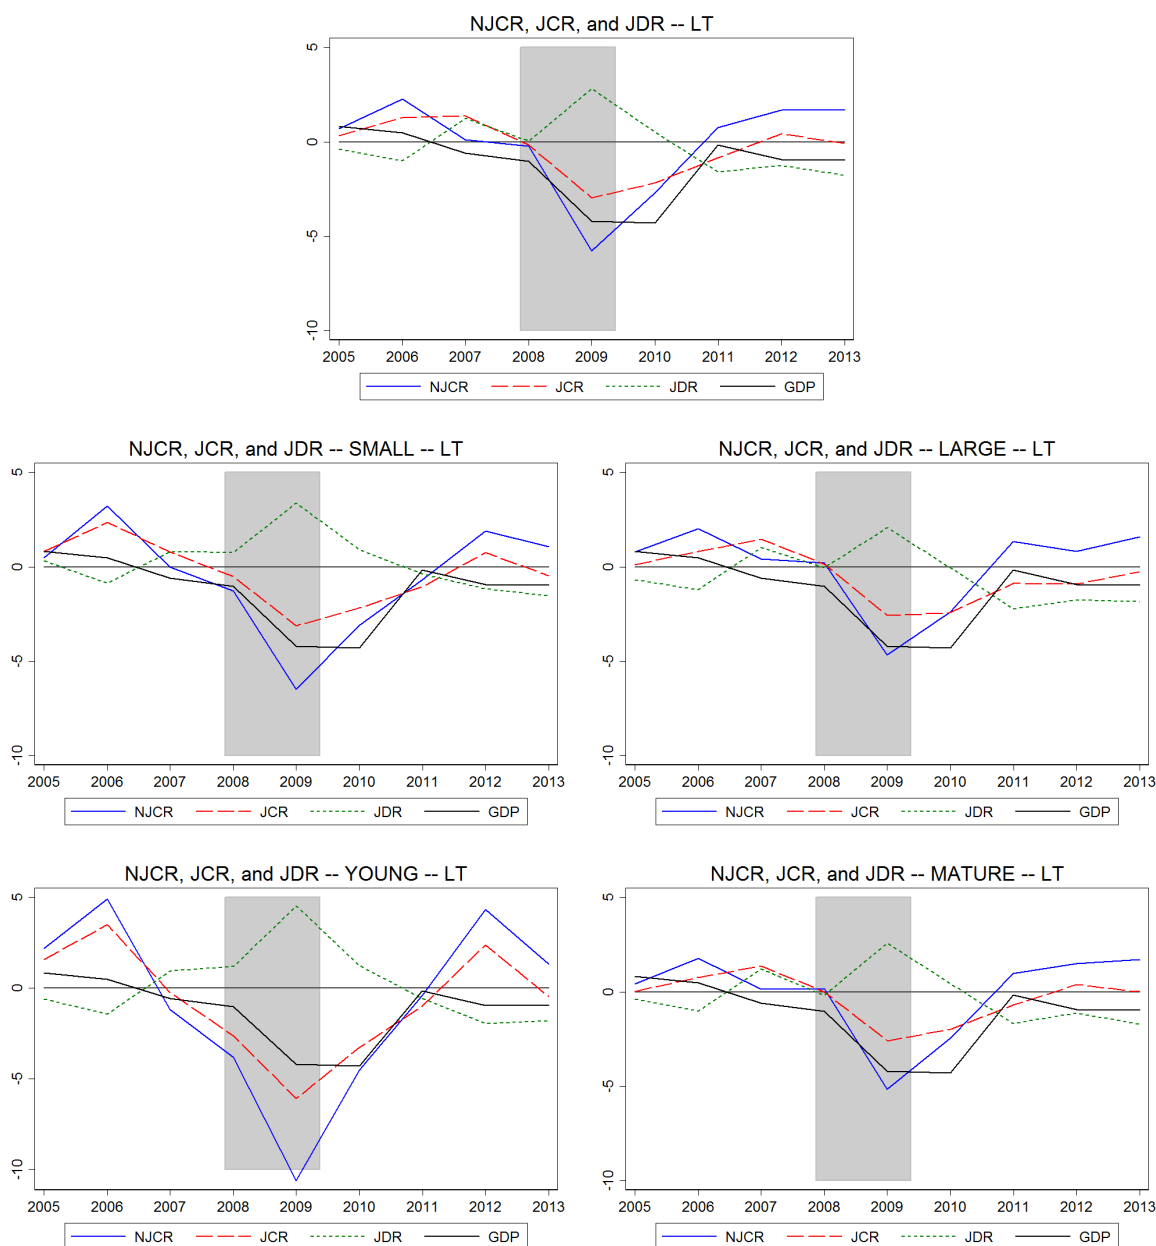 NJCR, JCR, and JDR -- LT
5
0
-5
-10
2005 2006 2007 2008 2009 2010 2011 2012 2013
NJCR JCR JDR GDP
NJCR, JCR, and JDR -- SMALL -- LT
5
0
-5
-10
2005 2006 2007 2008 2009 2010 2011 2012 2013
NJCR JCR JDR GDP
NJCR, JCR, and JDR -- LARGE -- LT
5
0
-5
-10
2005 2006 2007 2008 2009 2010 2011 2012 2013
NJCR JCR JDR GDP
NJCR, JCR, and JDR -- YOUNG -- LT
5
0
-5
-10
2005 2006 2007 2008 2009 2010 2011 2012 2013
NJCR JCR JDR GDP
NJCR, JCR, and JDR -- MATURE -- LT
5
0
-5
-10
2005 2006 2007 2008 2009 2010 2011 2012 2013
NJCR JCR JDR GDP